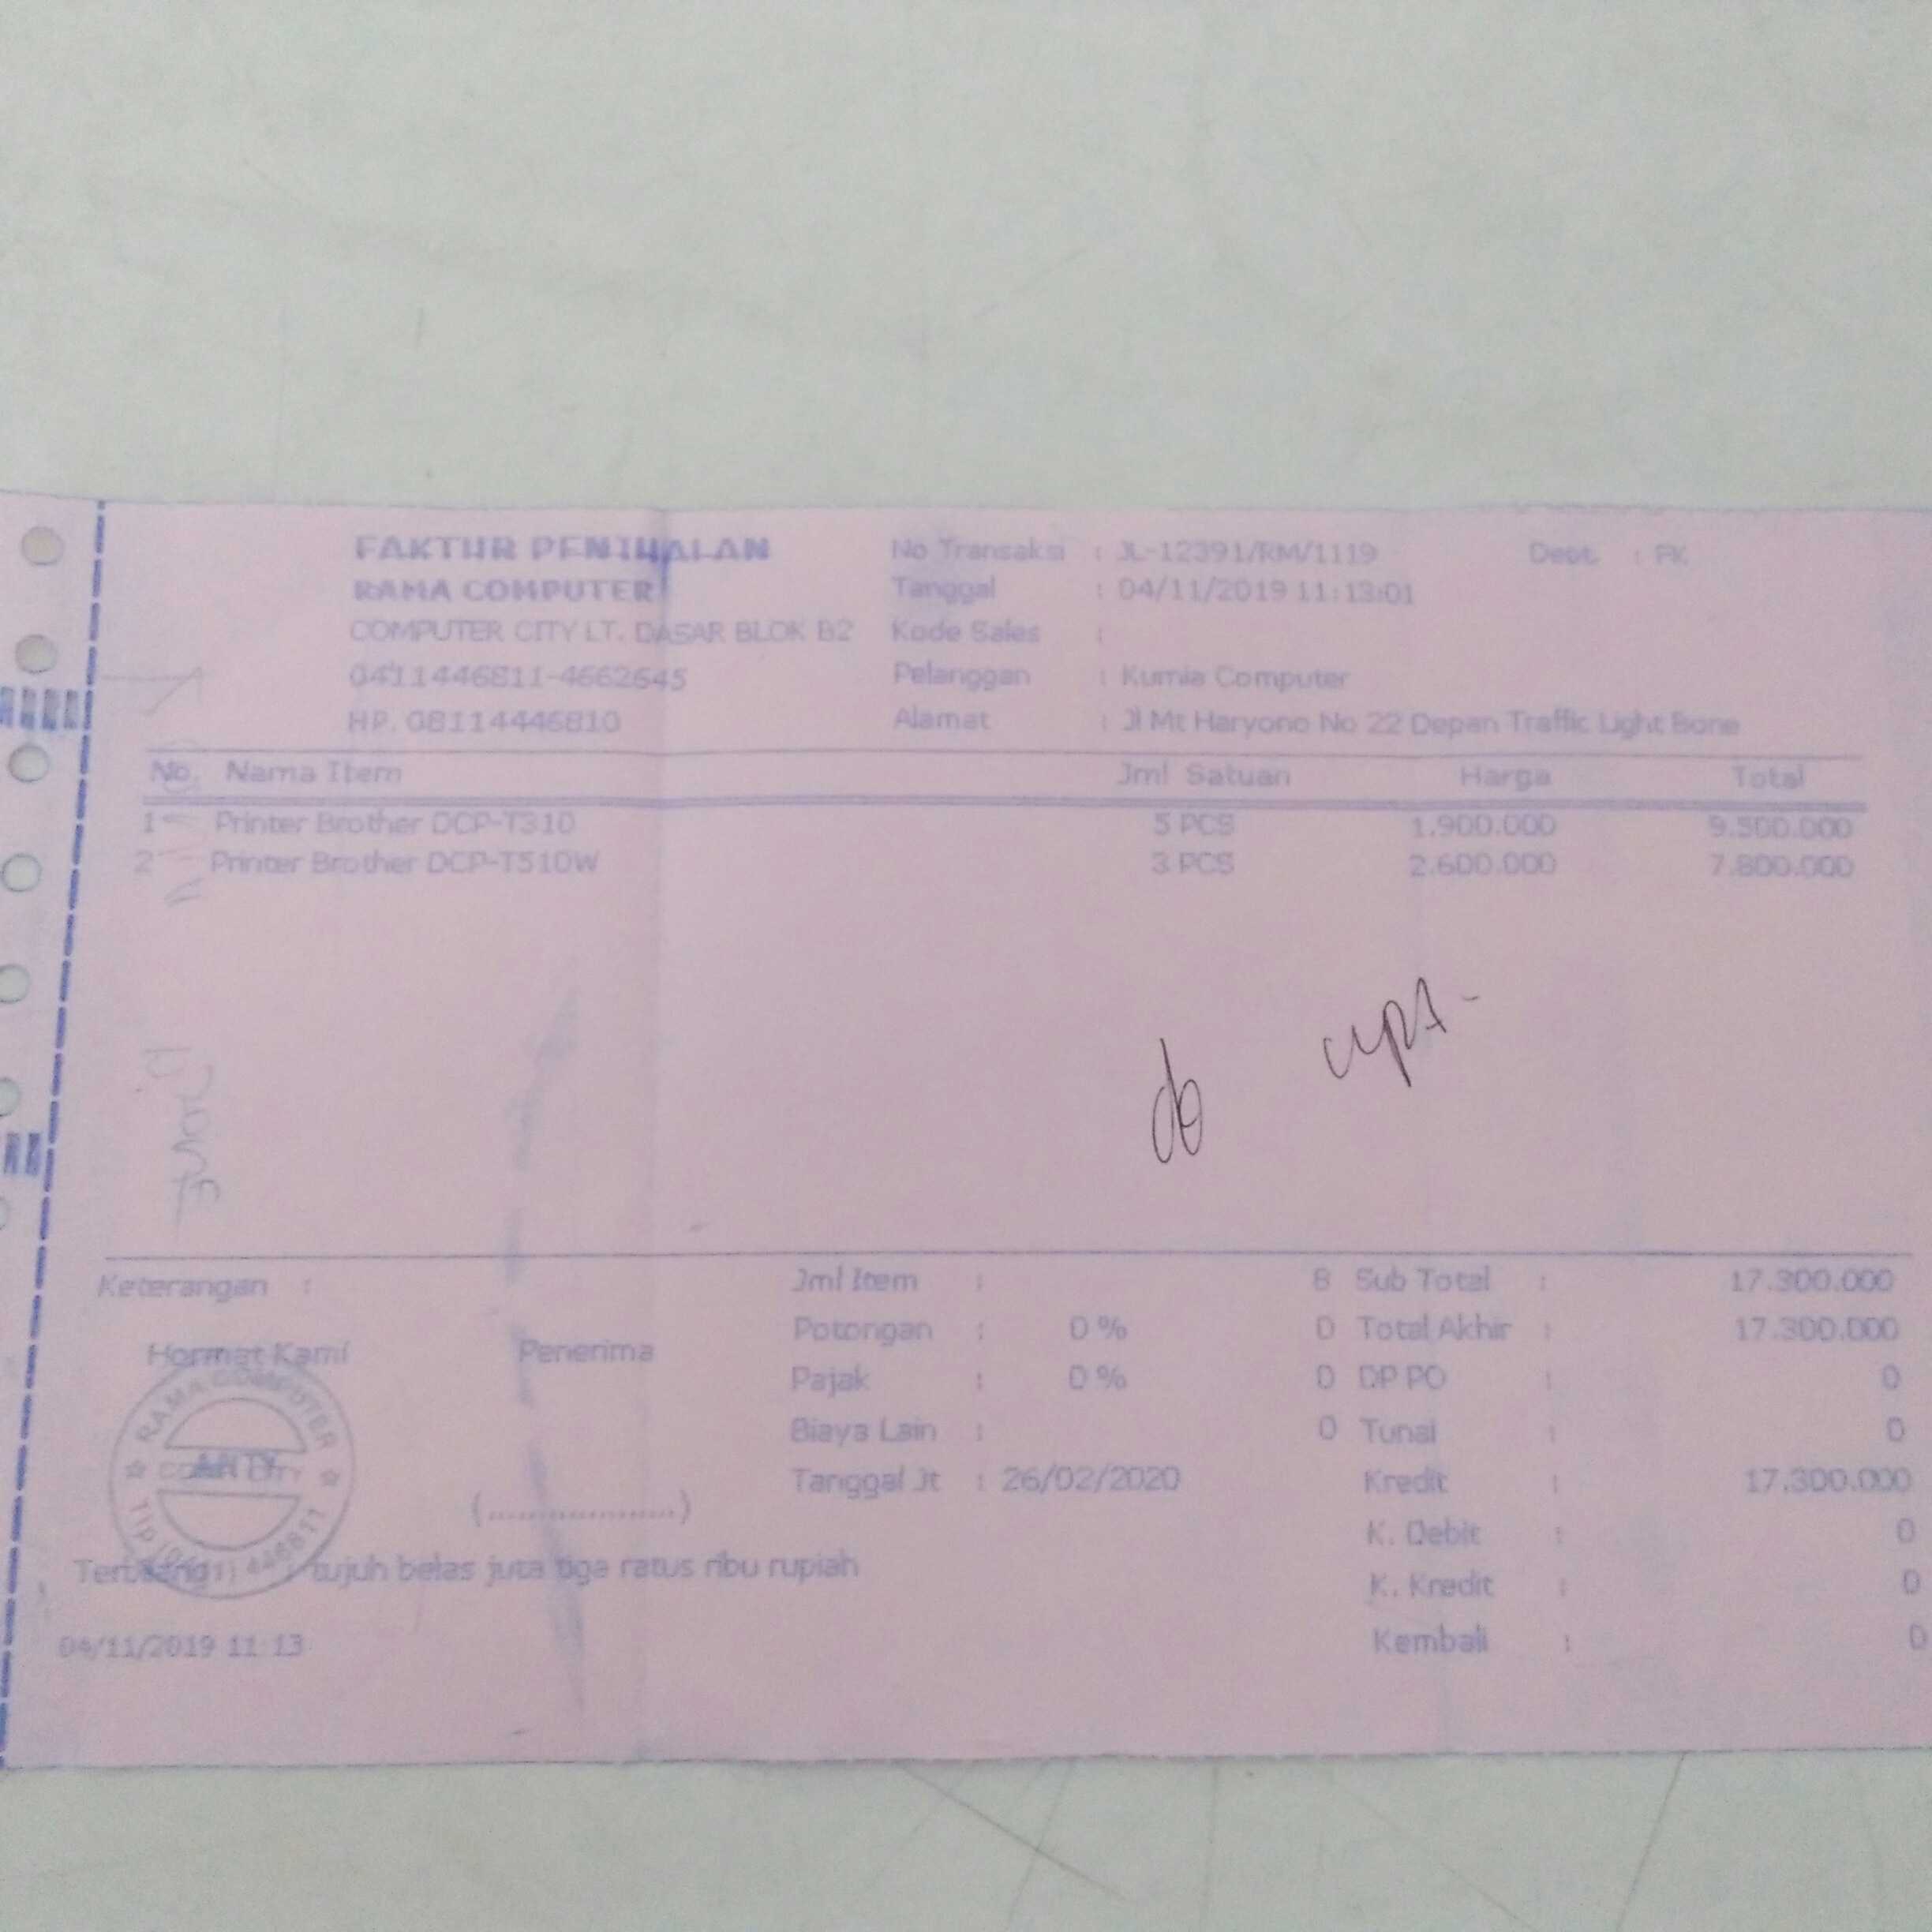 FAKTUR PENJUALAN
RAMA COMPUTER
COMPUTER CITY LT. DASAR BLOK B2
0411446811-4662645
HP. 08114446810
No Transaksi : JL-12391/RM/1119 Dept. : FK
Tanggal : 04/11/2019 11:13:01
Kode Sales :
Pelanggan : Kurnia Computer
Alamat : Jl Mt Haryono No 22 Depan Traffic Light Bone
No. Nama Item Jml Satuan Harga Total
1 Printer Brother DCP-T310 5 PCS 1.900.000 9.500.000
2 Printer Brother DCP-T510W 3 PCS 2.600.000 7.800.000
Keterangan :
Hormat Kami Penerima
RAMA COMPUTER
(....................)
Jml Item : 8
Potongan : 0 % 0
Pajak : 0 % 0
Biaya Lain : 0
Tanggal Jt : 26/02/2020
Sub Total : 17.300.000
Total Akhir : 17.300.000
DP PO : 0
Tunai : 0
Kredit : 17.300.000
K. Debit : 0
K. Kredit : 0
Kembali : 0
Terbilang : tujuh belas juta tiga ratus ribu rupiah
04/11/2019 11:13